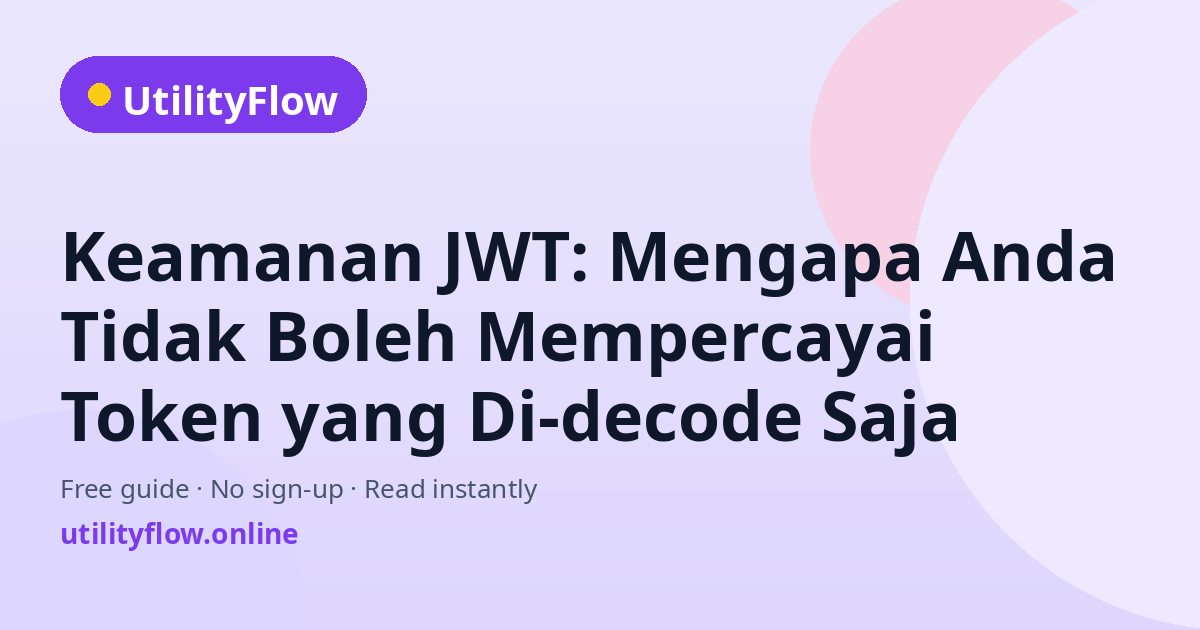 UtilityFlow
Keamanan JWT: Mengapa Anda
Tidak Boleh Mempercayai
Token yang Di-decode Saja
Free guide · No sign-up · Read instantly
utilityflow.online